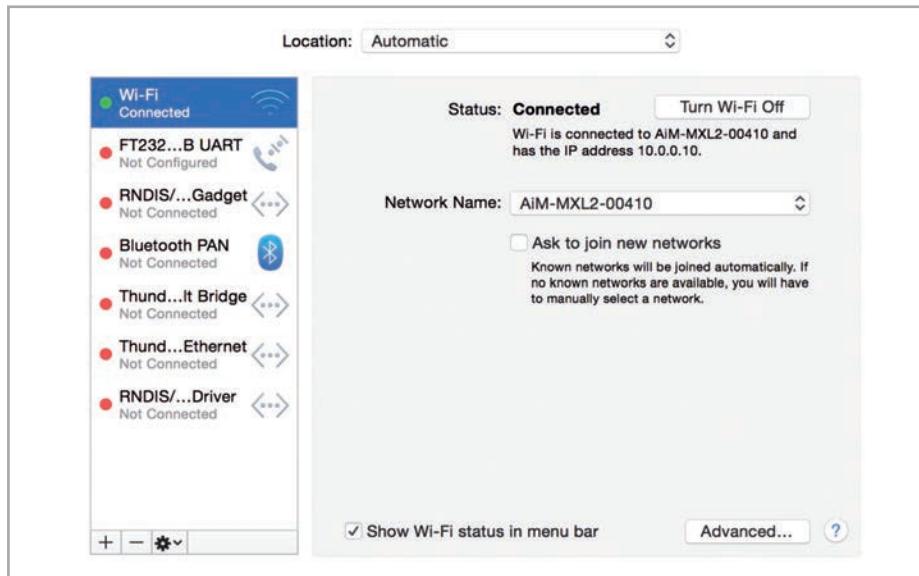 Location: Automatic
Wi-Fi
Connected
FT232...B UART
Not Configured
RNDIS/...Gadget
Not Connected
Bluetooth PAN
Not Connected
Thund...lt Bridge
Not Connected
Thund...Ethernet
Not Connected
RNDIS/...Driver
Not Connected
Status: Connected
Turn Wi-Fi Off
Wi-Fi is connected to AiM-MXL2-00410 and
has the IP address 10.0.0.10.
Network Name: AiM-MXL2-00410
Ask to join new networks
Known networks will be joined automatically. If
no known networks are available, you will have
to manually select a network.
Show Wi-Fi status in menu bar
Advanced...
?